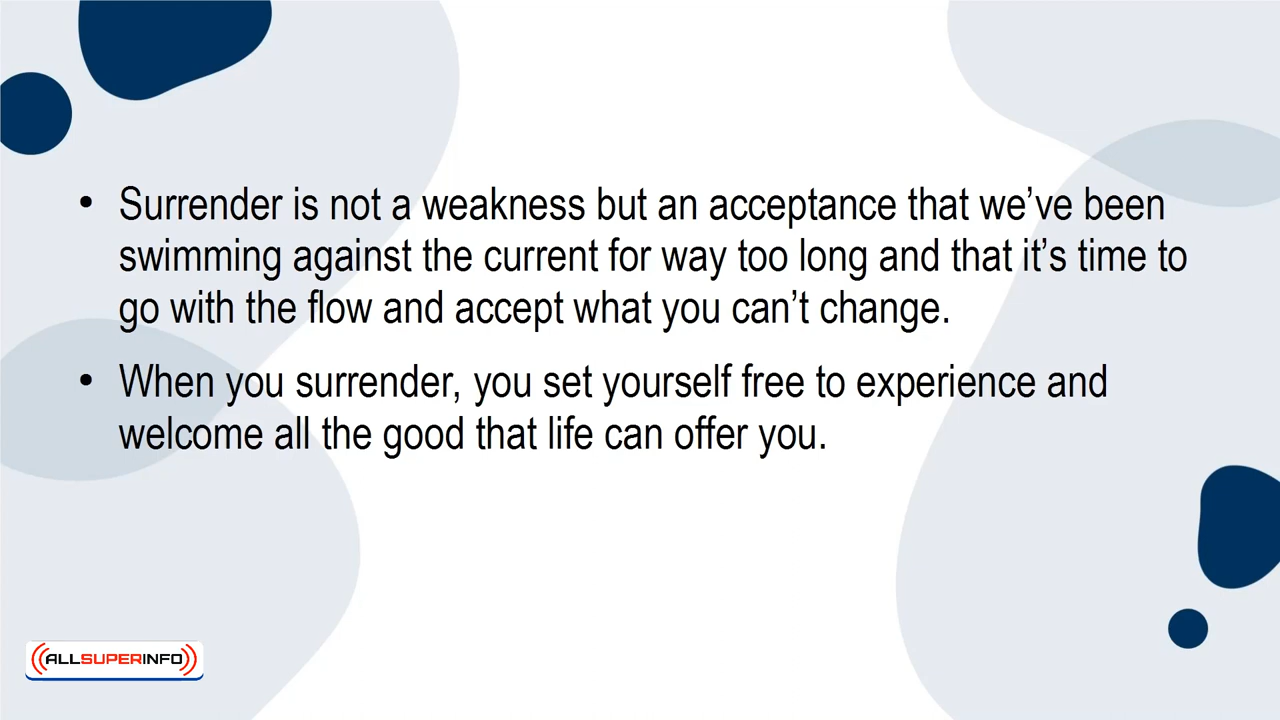 • Surrender is not a weakness but an acceptance that we’ve been
swimming against the current for way too long and that it’s time to
go with the flow and accept what you can’t change.
• When you surrender, you set yourself free to experience and
welcome all the good that life can offer you.
ALLSUPERINFO